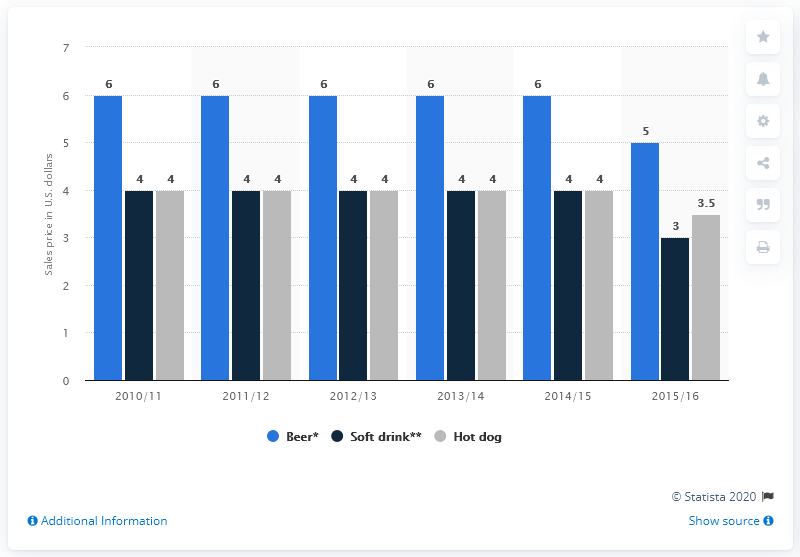 7
6
5
4
3
2
1
0
Sales price in U.S. dollars
6 4 4
6 4 4
6 4 4
6 4 4
6 4 4
5 3 3.5
2010/11 2011/12 2012/13 2013/14 2014/15 2015/16
Beer* Soft drink** Hot dog
© Statista 2020
Additional Information Show source